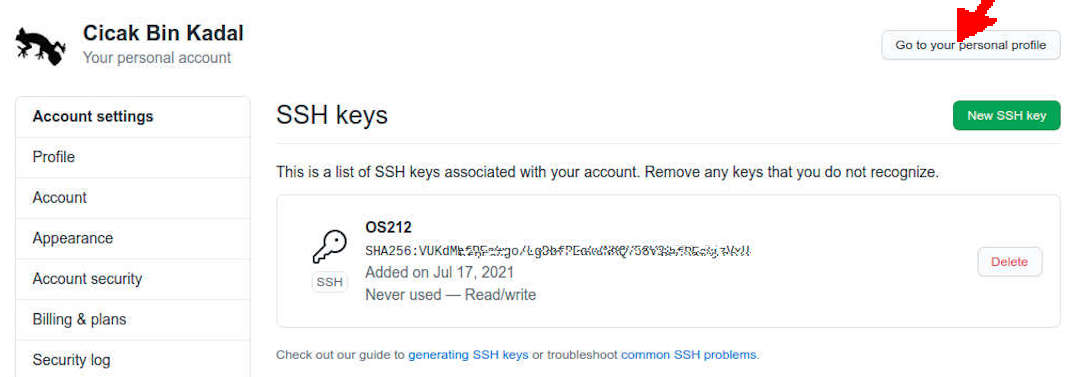 Cicak Bin Kadal
Your personal account
Go to your personal profile
Account settings
Profile
Account
Appearance
Account security
Billing & plans
Security log
SSH keys
New SSH key
This is a list of SSH keys associated with your account. Remove any keys that you do not recognize.
OS212
SHA256:
SSH
Added on Jul 17, 2021
Never used — Read/write
Delete
Check out our guide to generating SSH keys or troubleshoot common SSH problems.